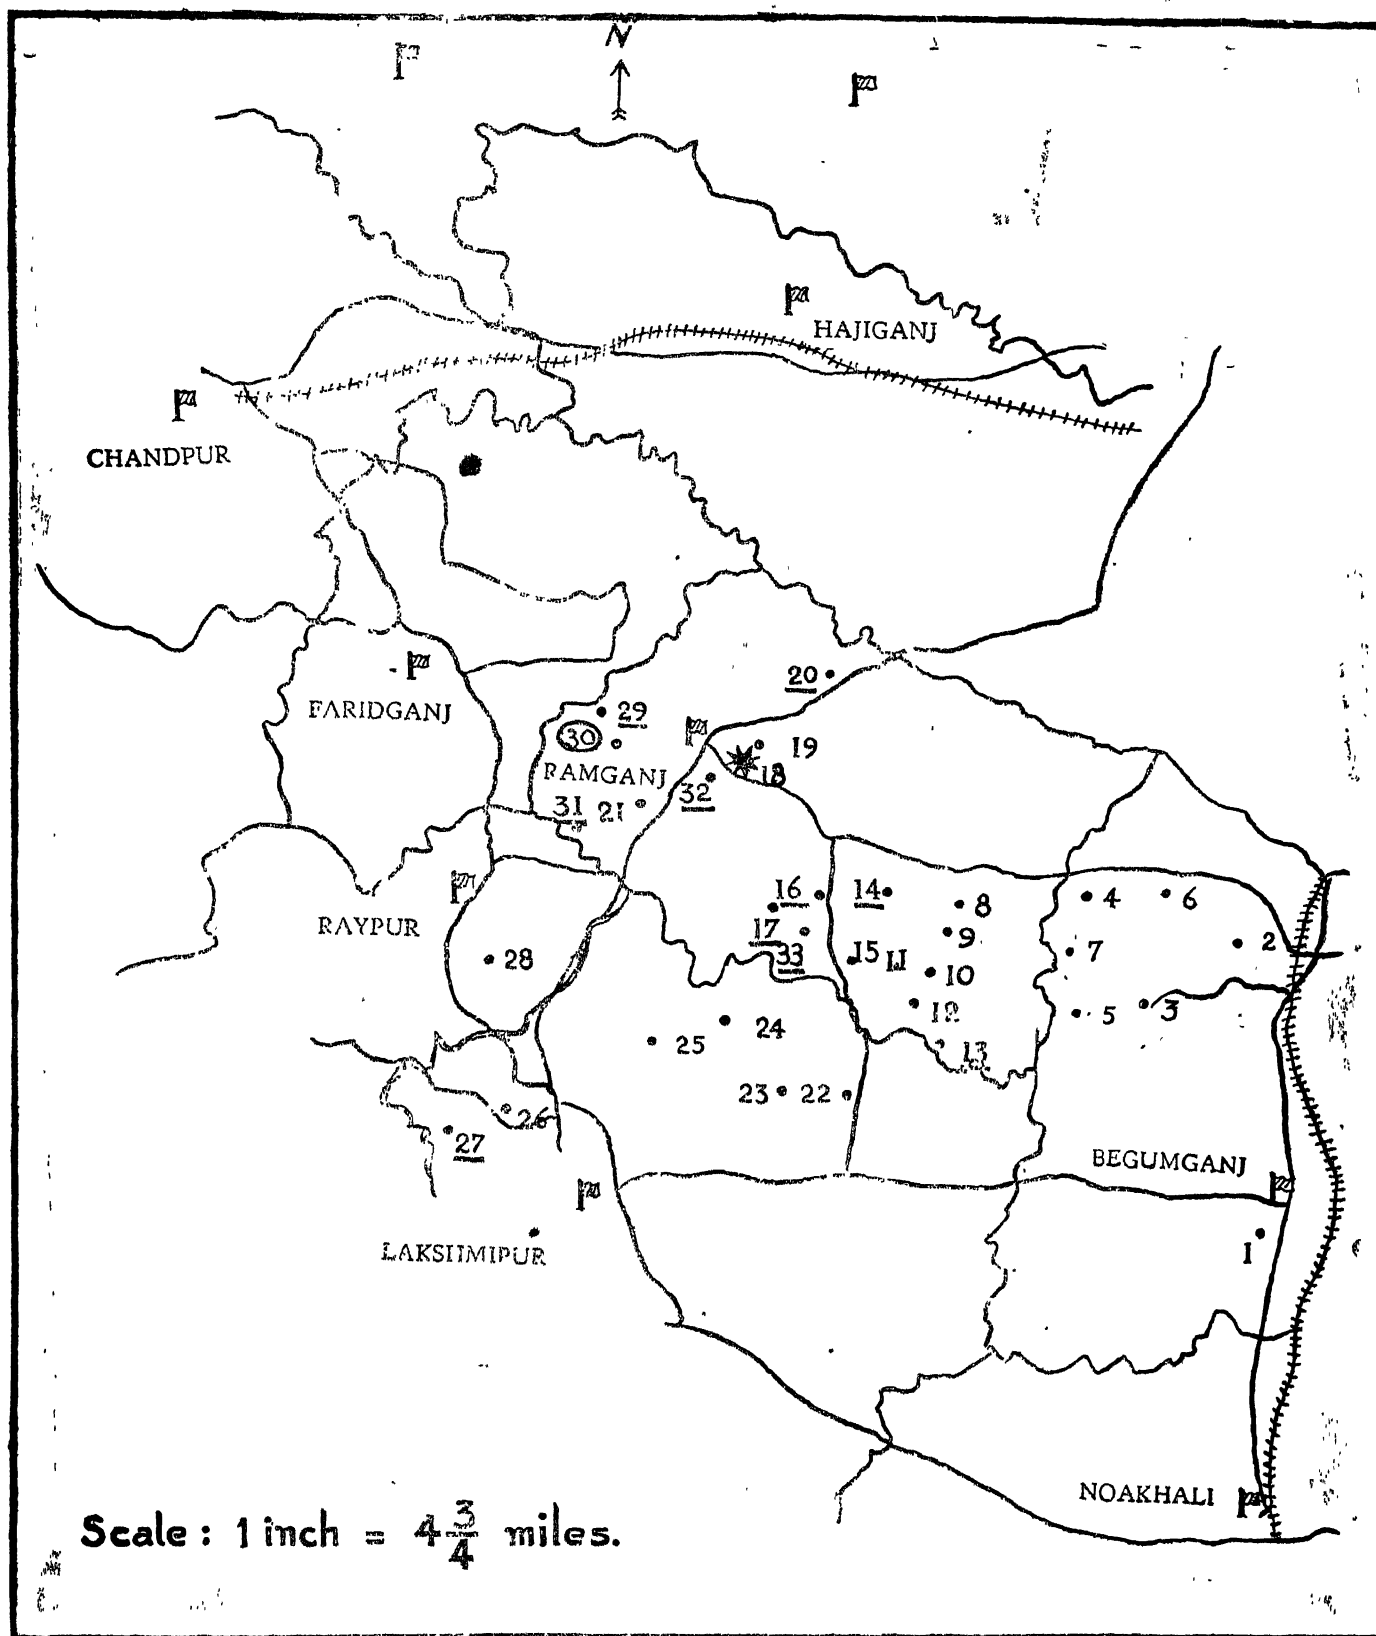 N
HAJIGANJ
CHANDPUR
20
FARIDGANJ
29
30
19
RAMGANJ
18
32
31 21
16 14 8 4 6
RAYPUR
17 9 2
28 33 15 11 7
10
12 5 3
25 24
13
23 22
26
27
BEGUMGANJ
LAKSHMIPUR
1
NOAKHALI
Scale: 1 inch = 4 3/4 miles.